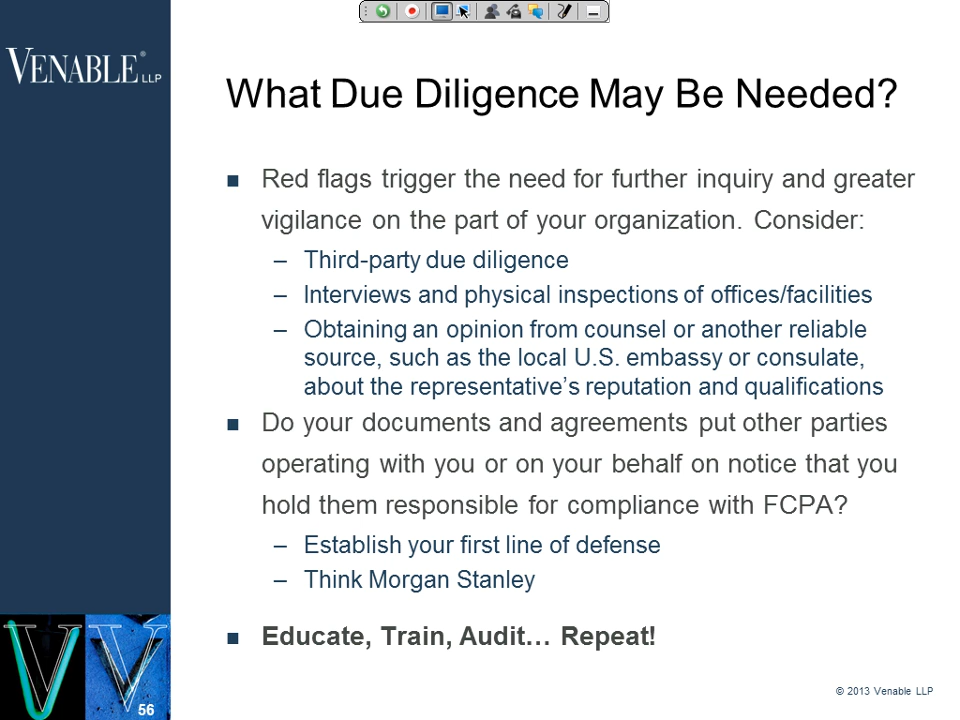 VENABLE® LLP
What Due Diligence May Be Needed?
■ Red flags trigger the need for further inquiry and greater
vigilance on the part of your organization. Consider:
– Third-party due diligence
– Interviews and physical inspections of offices/facilities
– Obtaining an opinion from counsel or another reliable
source, such as the local U.S. embassy or consulate,
about the representative’s reputation and qualifications
■ Do your documents and agreements put other parties
operating with you or on your behalf on notice that you
hold them responsible for compliance with FCPA?
– Establish your first line of defense
– Think Morgan Stanley
■ Educate, Train, Audit… Repeat!
© 2013 Venable LLP
V V
56